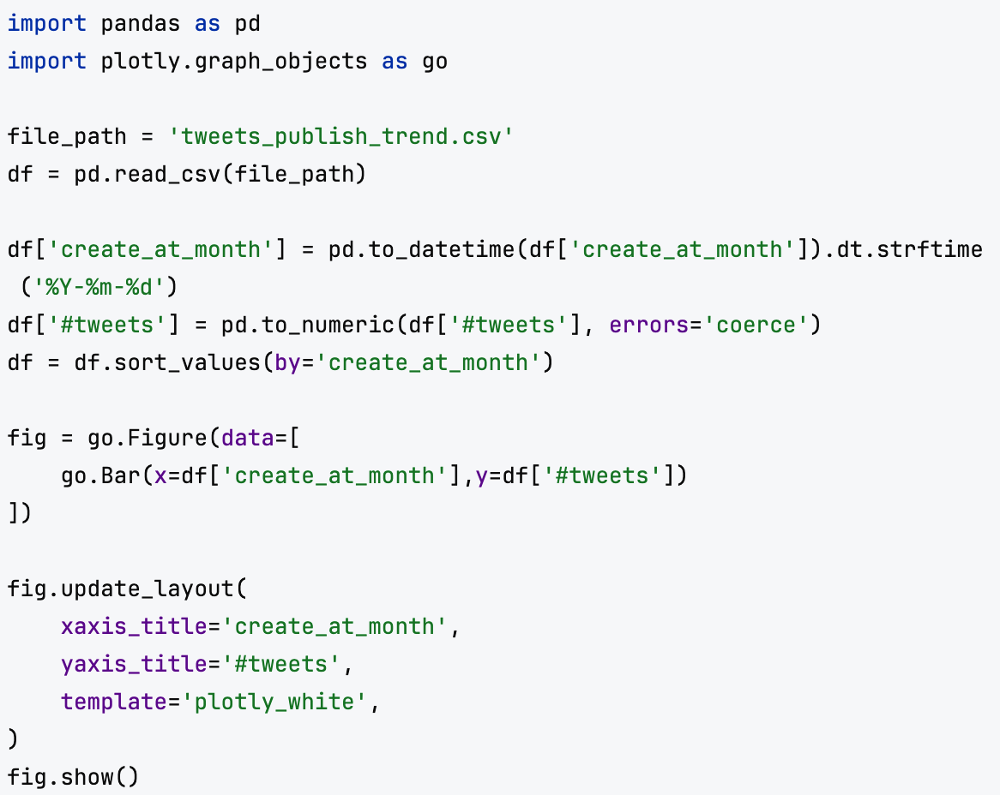 import pandas as pd
import plotly.graph_objects as go
file_path = 'tweets_publish_trend.csv'
df = pd.read_csv(file_path)
df['create_at_month'] = pd.to_datetime(df['create_at_month']).dt.strftime
('%Y-%m-%d')
df['#tweets'] = pd.to_numeric(df['#tweets'], errors='coerce')
df = df.sort_values(by='create_at_month')
fig = go.Figure(data=[
    go.Bar(x=df['create_at_month'],y=df['#tweets'])
])
fig.update_layout(
    xaxis_title='create_at_month',
    yaxis_title='#tweets',
    template='plotly_white',
)
fig.show()